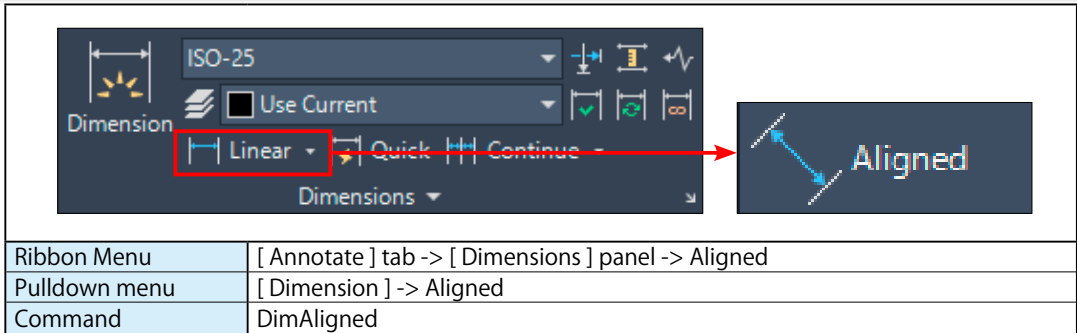 ISO-25
Use Current
Dimension
Linear Quick Continue
Aligned
Dimensions
Ribbon Menu [ Annotate ] tab -> [ Dimensions ] panel -> Aligned
Pulldown menu [ Dimension ] -> Aligned
Command DimAligned